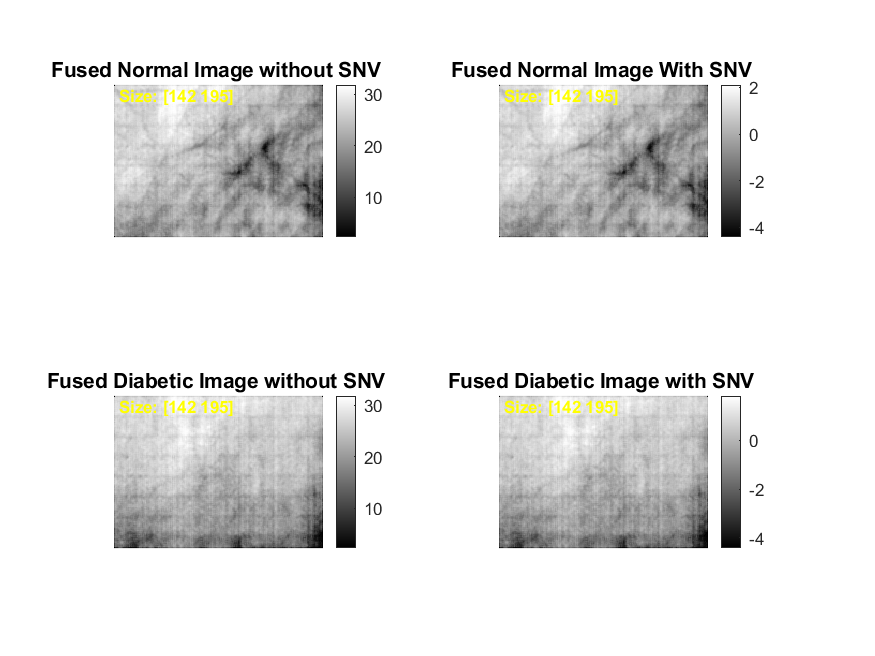 Fused Normal Image without SNV
Size: [142 195]
30
20
10
Fused Normal Image With SNV
Size: [142 195]
2
0
-2
-4
Fused Diabetic Image without SNV
Size: [142 195]
30
20
10
Fused Diabetic Image with SNV
Size: [142 195]
0
-2
-4